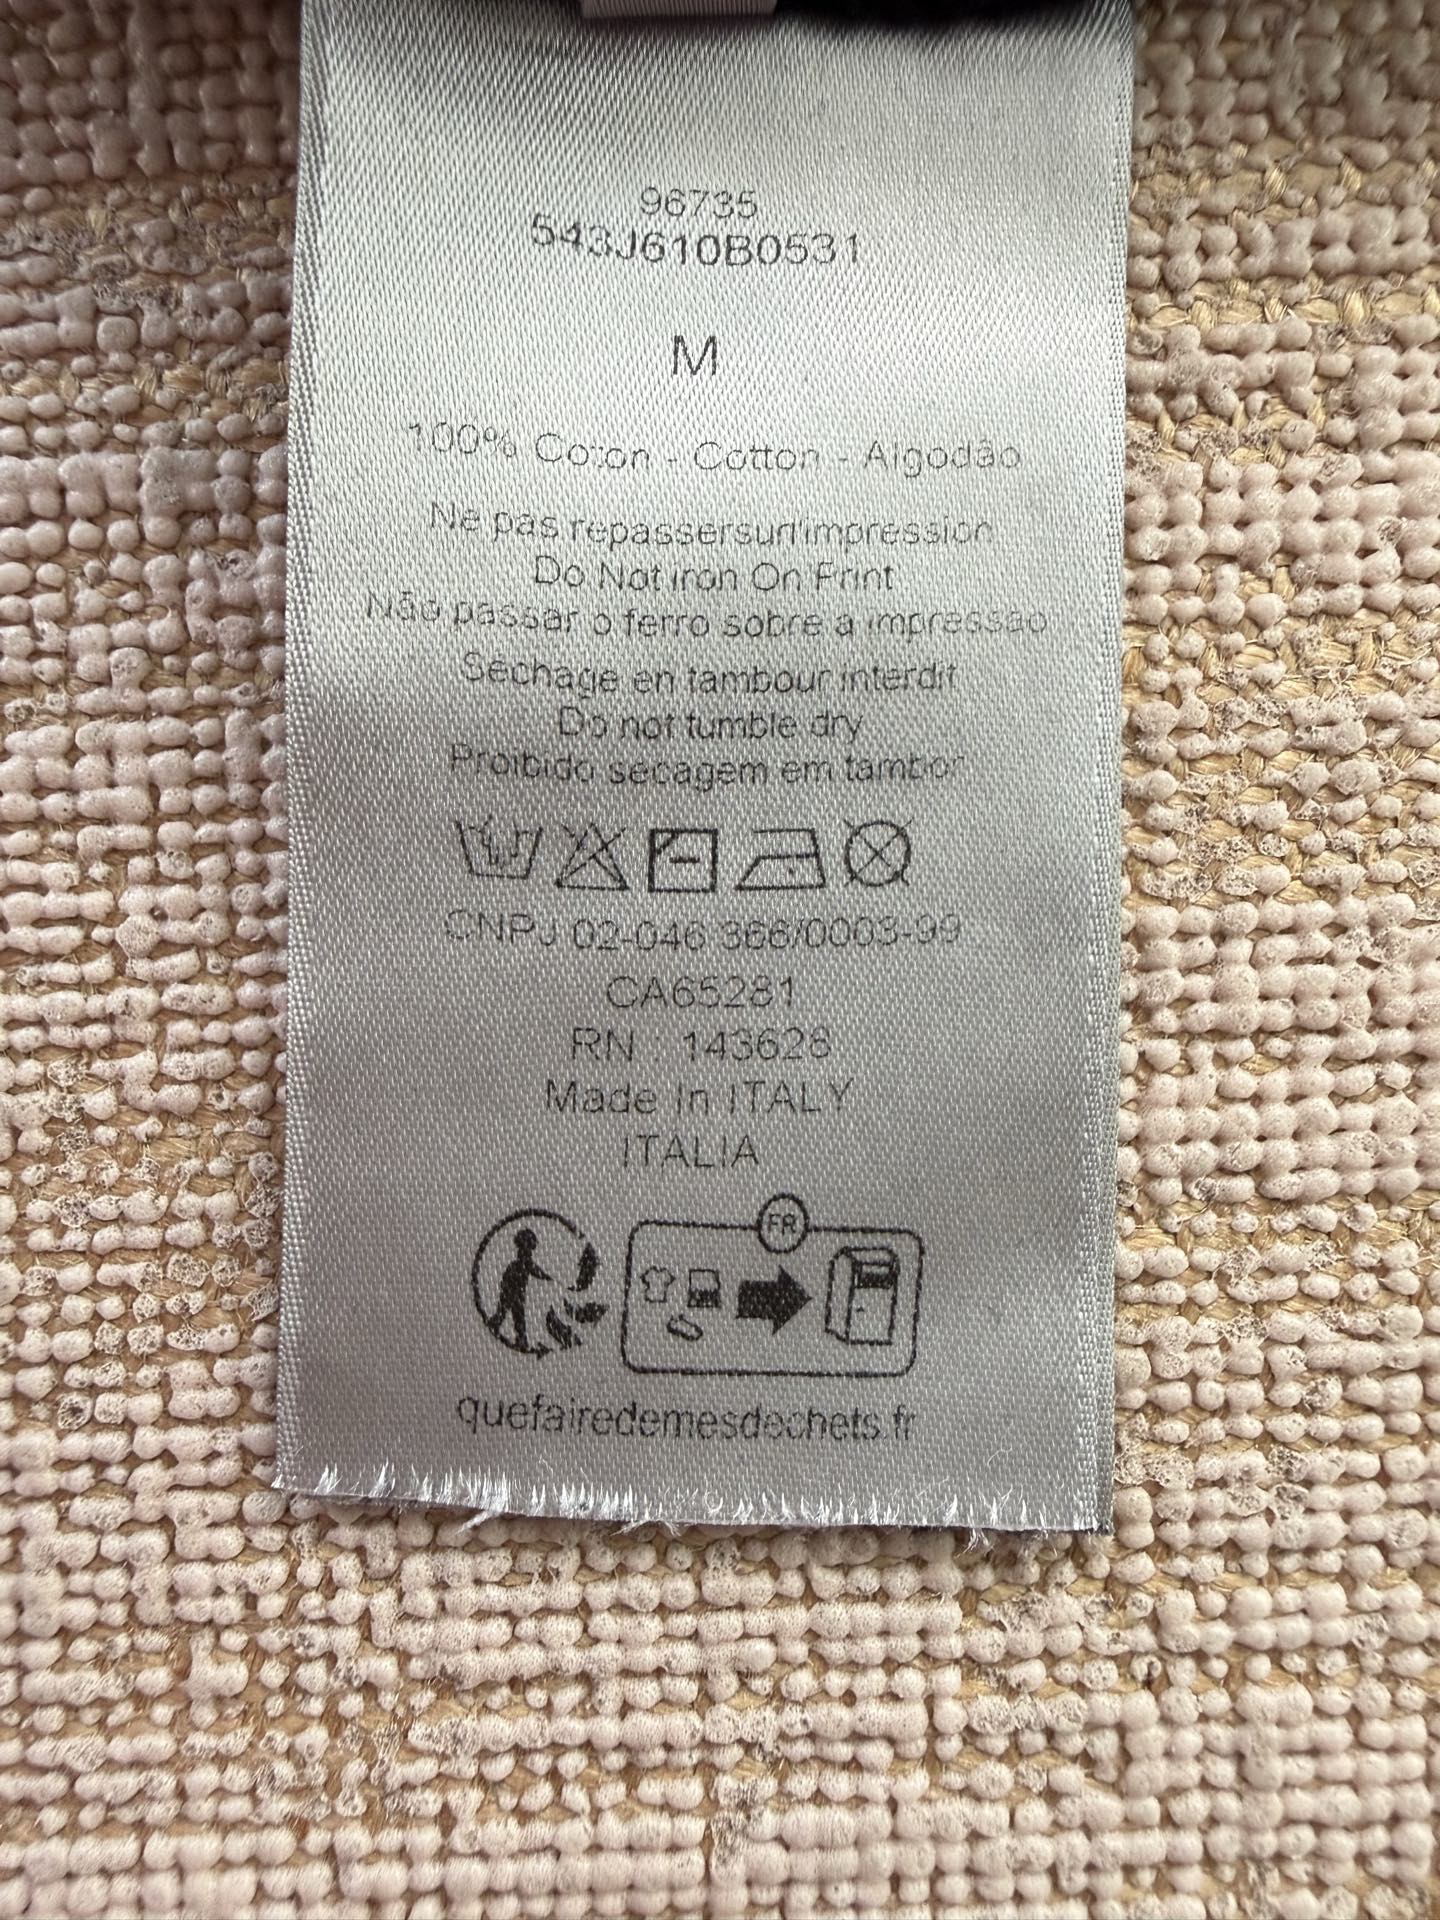 96735
543J610B0531
M
100% Coton - Cotton - Algodão
Ne pas repasser sur l'impression
Do Not iron On Print
Não passar o ferro sobre a impressão
Séchage en tambour interdit
Do not tumble dry
Proibido secagem em tambor
CNPJ 02-046 366/0003-99
CA65281
RN : 143628
Made In ITALY
ITALIA
FR
quefairedemesdechets.fr